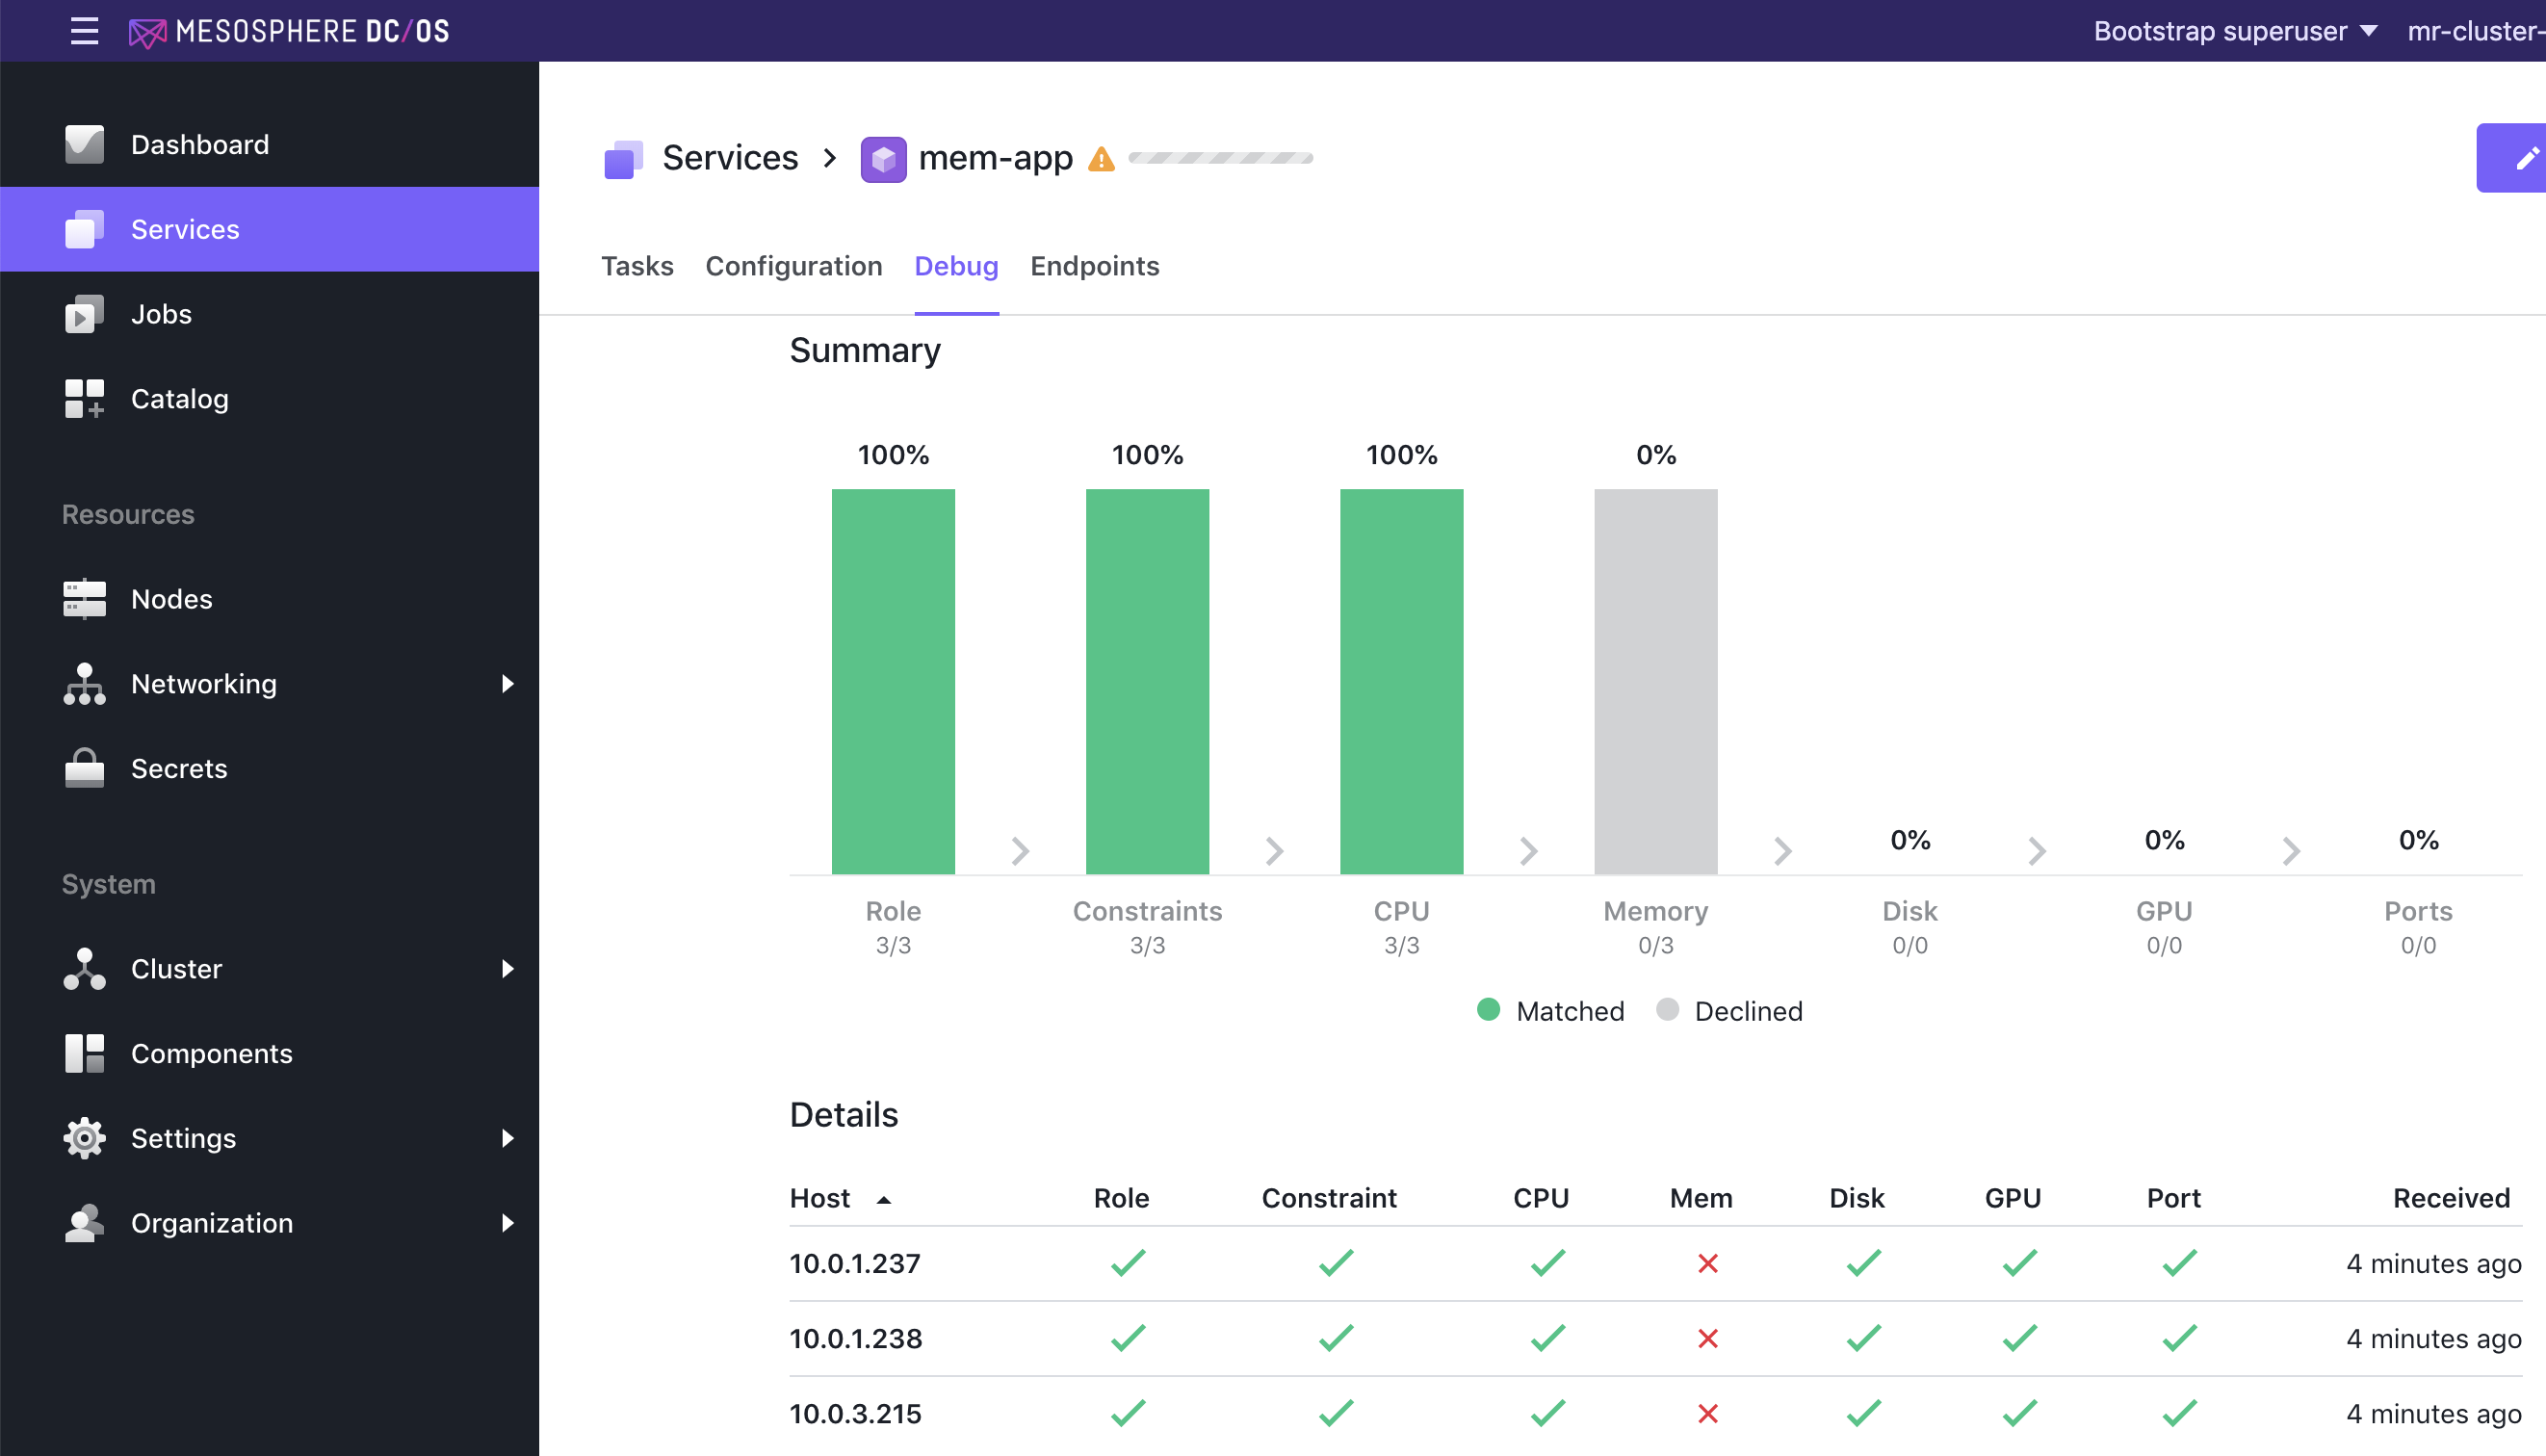 MESOSPHERE DC/OS
Bootstrap superuser
mr-cluster-
Dashboard
Services
Jobs
Catalog
Resources
Nodes
Networking
Secrets
System
Cluster
Components
Settings
Organization
Services
mem-app
Tasks Configuration Debug Endpoints
Summary
100% 100% 100% 0%
0% 0% 0%
Role Constraints CPU Memory Disk GPU Ports
3/3 3/3 3/3 0/3 0/0 0/0 0/0
Matched Declined
Details
Host Role Constraint CPU Mem Disk GPU Port Received
10.0.1.237 4 minutes ago
10.0.1.238 4 minutes ago
10.0.3.215 4 minutes ago